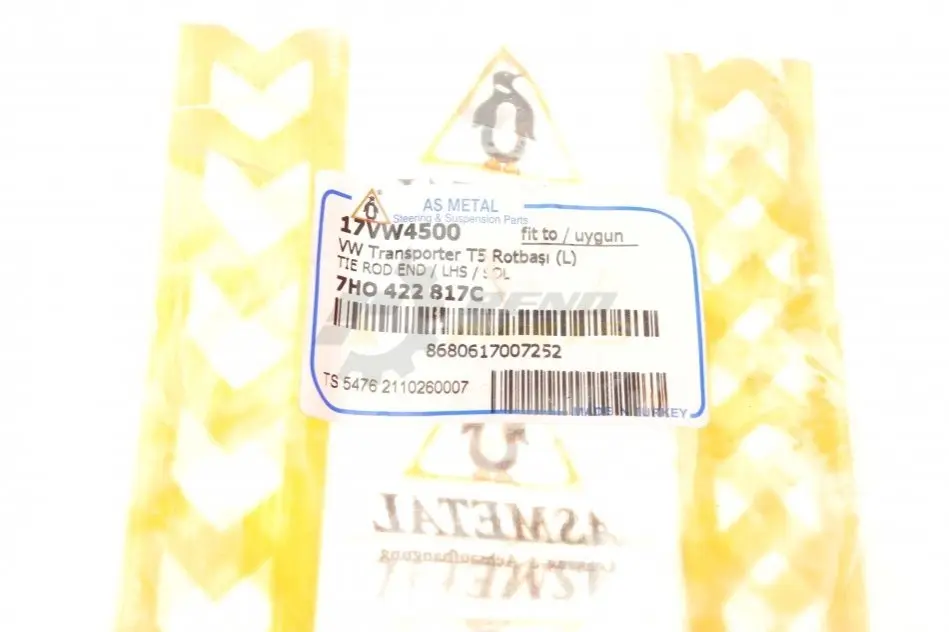 AS METAL
Steering & Suspension Parts
17VW4500 fit to / uygun
VW Transporter T5 Rotbaşı (L)
TIE ROD END / LHS / SOL
7HO 422 817C
8680617007252
TS 5476 2110260007
MADE IN TURKEY
ASMETAL ASMETAL